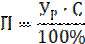 П = Ур · С / 100%